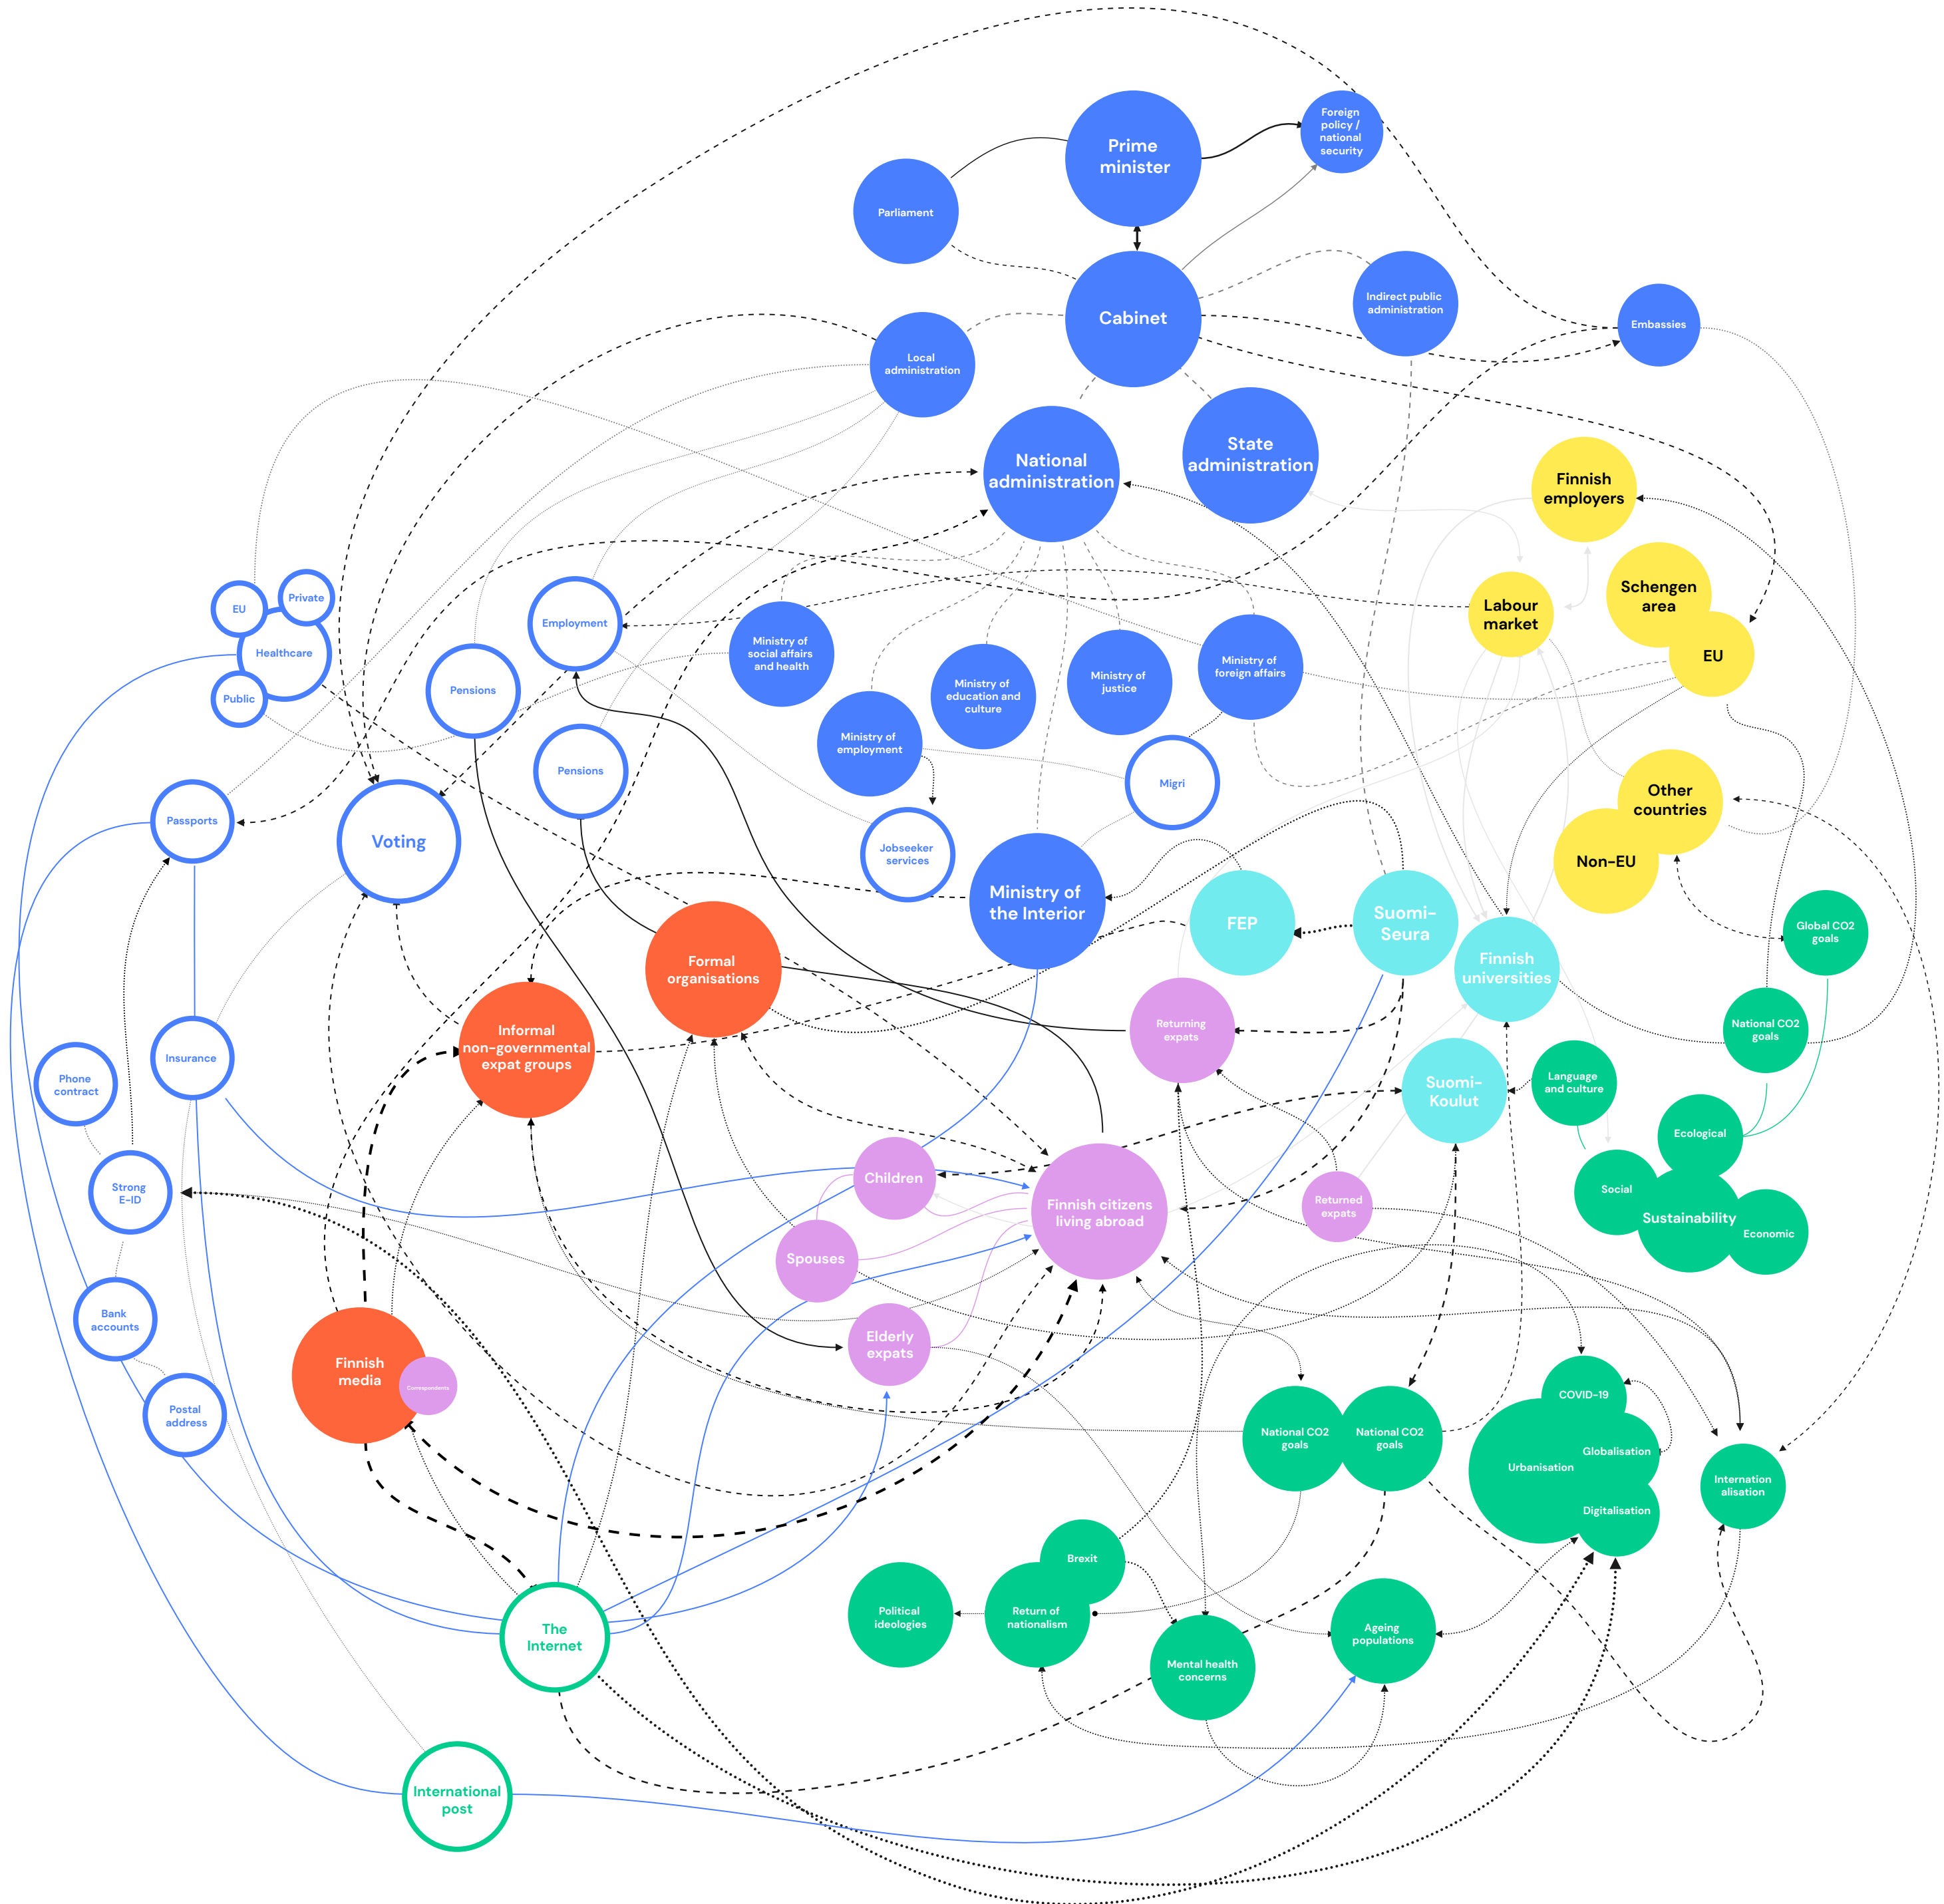 Foreign
policy /
national
security
Prime
minister
Parliament
Cabinet
Indirect public
administration
Embassies
Local
administration
National
administration
State
administration
Finnish
employers
Schengen
area
Labour
market
EU
EU
Private
Healthcare
Public
Employment
Pensions
Ministry of
social affairs
and health
Ministry of
education and
culture
Ministry of
justice
Ministry of
foreign affairs
Ministry of
employment
Pensions
Migri
Other
countries
Non-EU
Passports
Voting
Jobseeker
services
Ministry of
the Interior
FEP
Suomi-
Seura
Finnish
universities
Global CO2
goals
Formal
organisations
Informal
non-governmental
expat groups
Returning
expats
National CO2
goals
Insurance
Phone
contract
Suomi-
Koulut
Language
and culture
Ecological
Strong
E-ID
Children
Finnish citizens
living abroad
Returned
expats
Social
Sustainability
Economic
Spouses
Bank
accounts
Elderly
expats
Finnish
media
Correspondents
Postal
address
National CO2
goals
National CO2
goals
COVID-19
Globalisation
Urbanisation
Digitalisation
Internation
alisation
Brexit
Political
ideologies
Return of
nationalism
Ageing
populations
Mental health
concerns
The
Internet
International
post